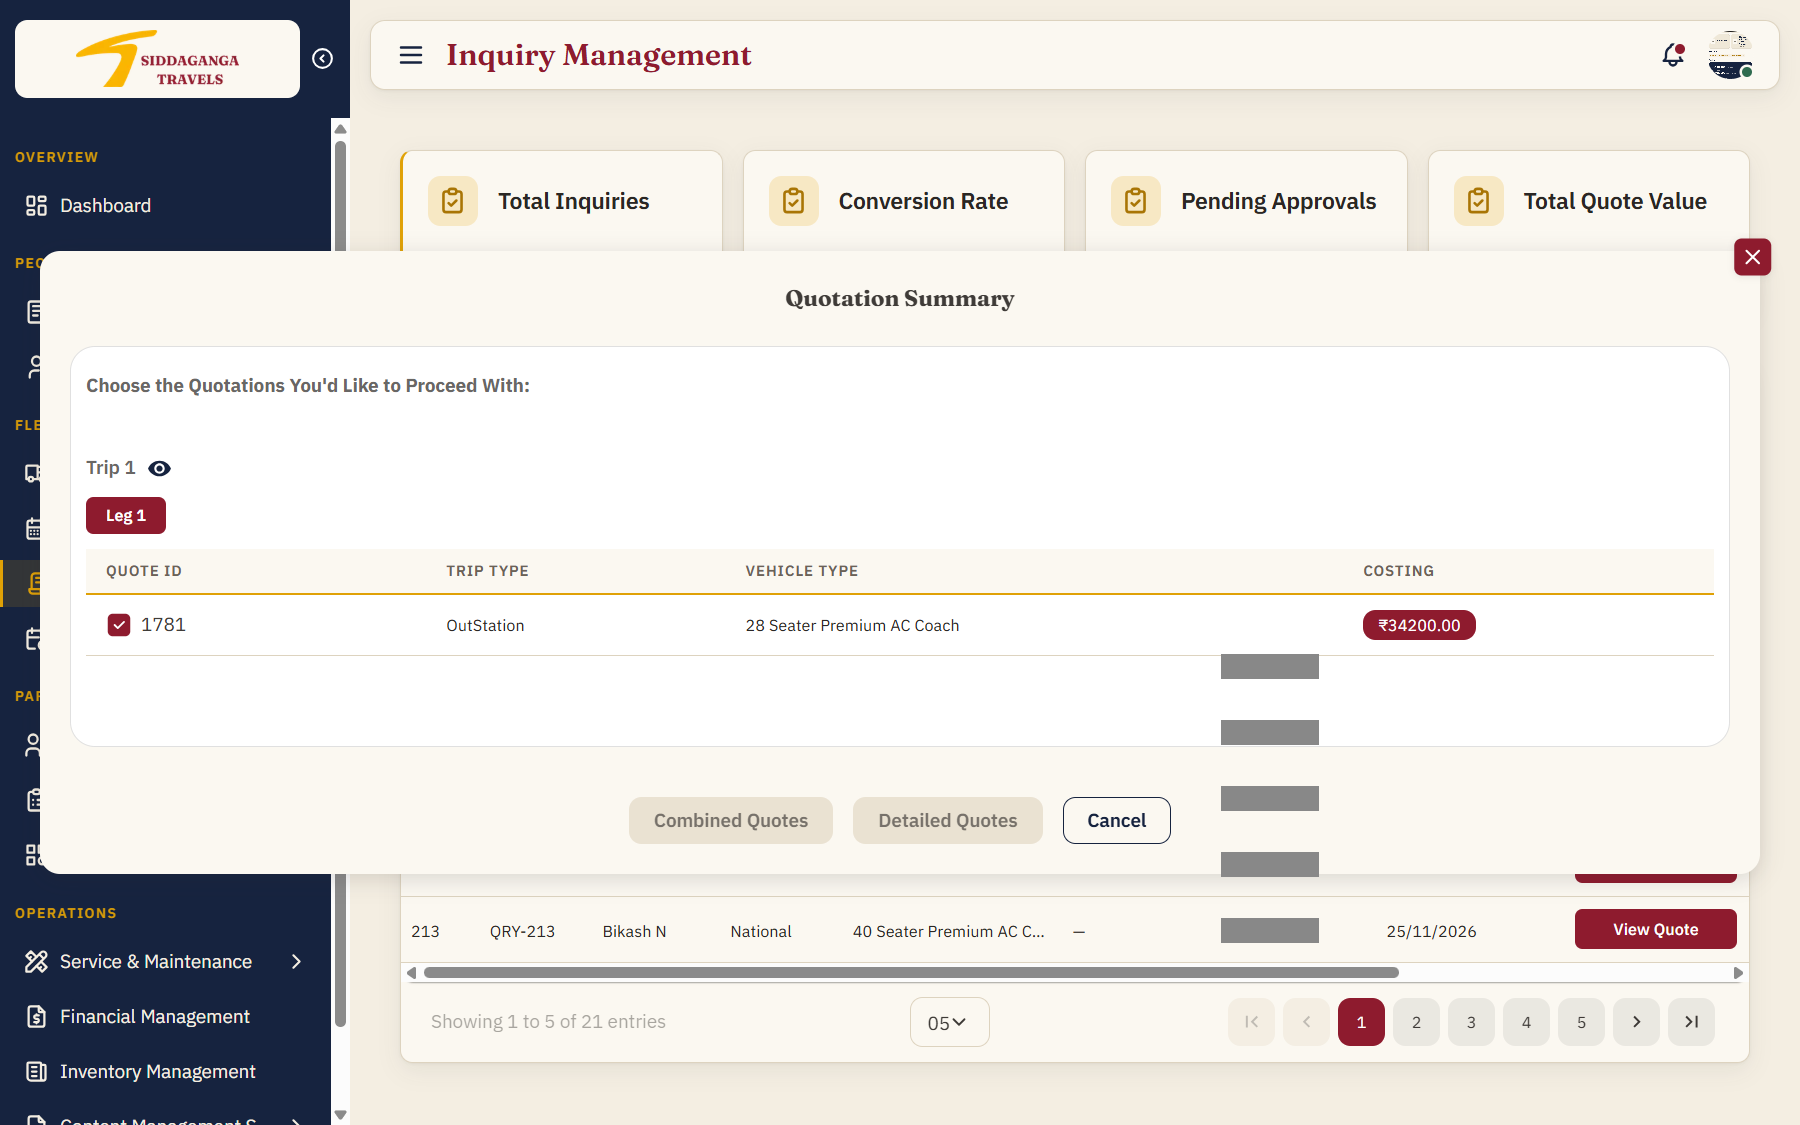 SIDDAGANGA
TRAVELS
Inquiry Management
OVERVIEW
Dashboard
Total Inquiries
Conversion Rate
Pending Approvals
Total Quote Value
Quotation Summary
Choose the Quotations You'd Like to Proceed With:
Trip 1
Leg 1
QUOTE ID TRIP TYPE VEHICLE TYPE COSTING
1781 OutStation 28 Seater Premium AC Coach ₹34200.00
Combined Quotes Detailed Quotes Cancel
OPERATIONS
213 QRY-213 Bikash N National 40 Seater Premium AC C... — 25/11/2026 View Quote
Service & Maintenance
Financial Management
Showing 1 to 5 of 21 entries 05 1 2 3 4 5
Inventory Management